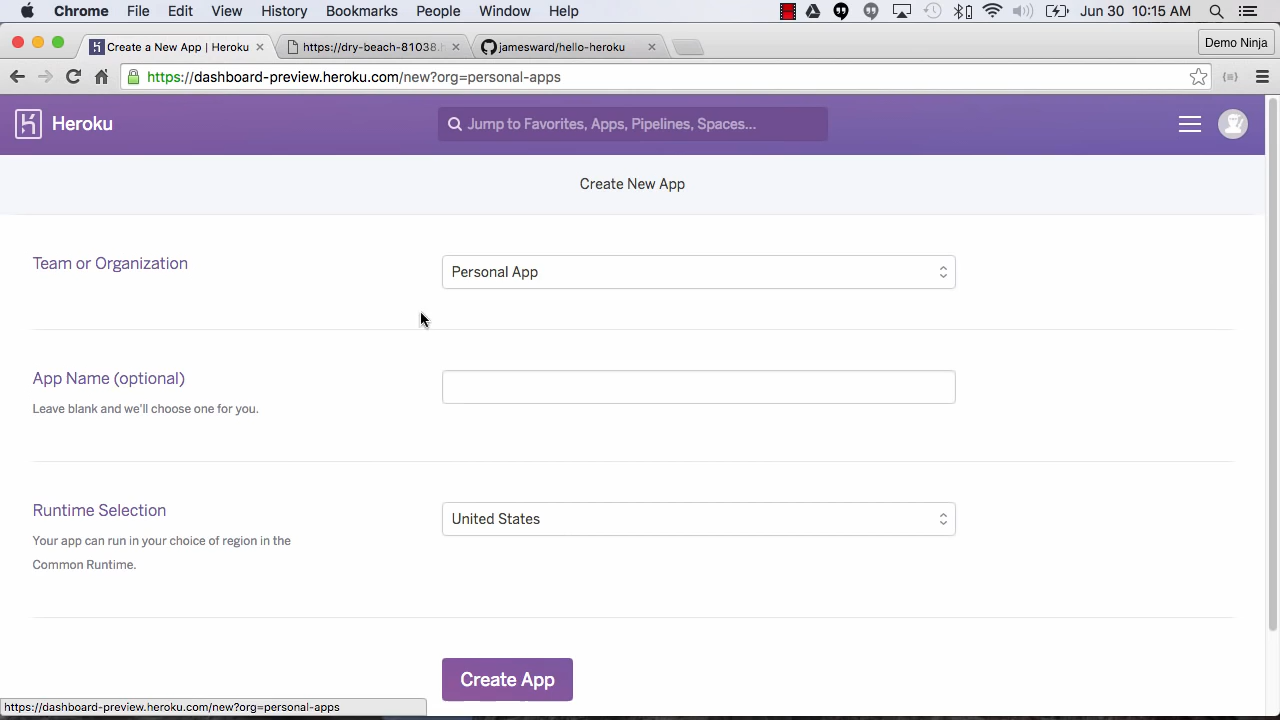 Chrome File Edit View History Bookmarks People Window Help Jun 30 10:15 AM
Create a New App | Heroku × https://dry-beach-81038.h × jamesward/hello-heroku × Demo Ninja
https://dashboard-preview.heroku.com/new?org=personal-apps
Heroku Jump to Favorites, Apps, Pipelines, Spaces...
Create New App
Team or Organization Personal App
App Name (optional)
Leave blank and we'll choose one for you.
Runtime Selection United States
Your app can run in your choice of region in the
Common Runtime.
Create App
https://dashboard-preview.heroku.com/new?org=personal-apps